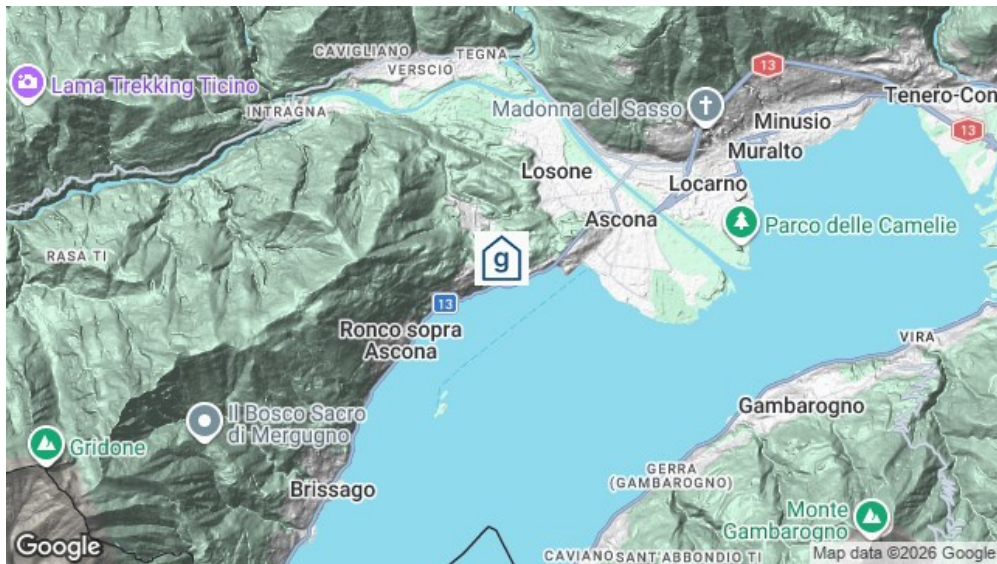 CAVIGLIANO
TEGNA
VERSCIO
13
Lama Trekking Ticino
Tenero-Con
INTRAGNA
Madonna del Sasso
Minusio
13
Muralto
Losone
Locarno
Ascona
Parco delle Camelie
RASA TI
g
13
Ronco sopra
Ascona
VIRA
Gambarogno
Il Bosco Sacro
di Mergugno
Gridone
GERRA
(GAMBAROGNO)
Brissago
Monte
Gambarogno
Google
CAVIANO
SANT'ABBONDIO TI
Map data ©2026 Google